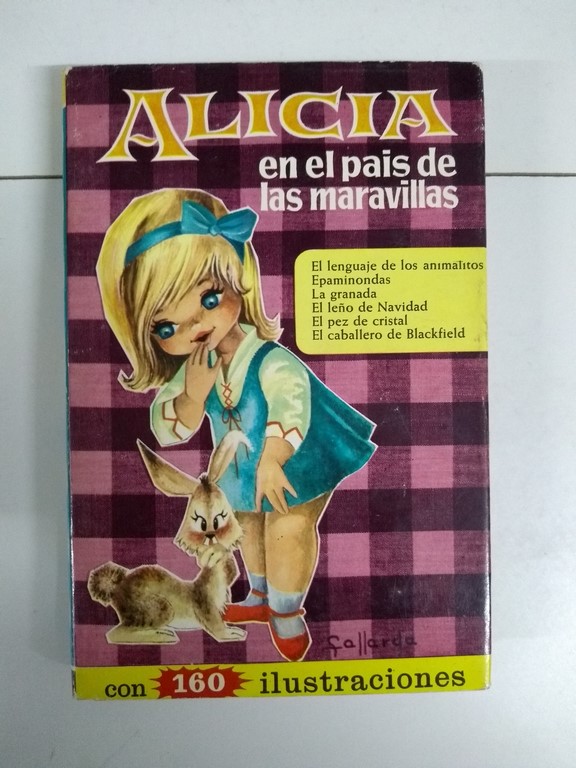 ALICIA
en el pais de
las maravillas
El lenguaje de los animalitos
Epaminondas
La granada
El leño de Navidad
El pez de cristal
El caballero de Blackfield
Gallarda
con 160 ilustraciones